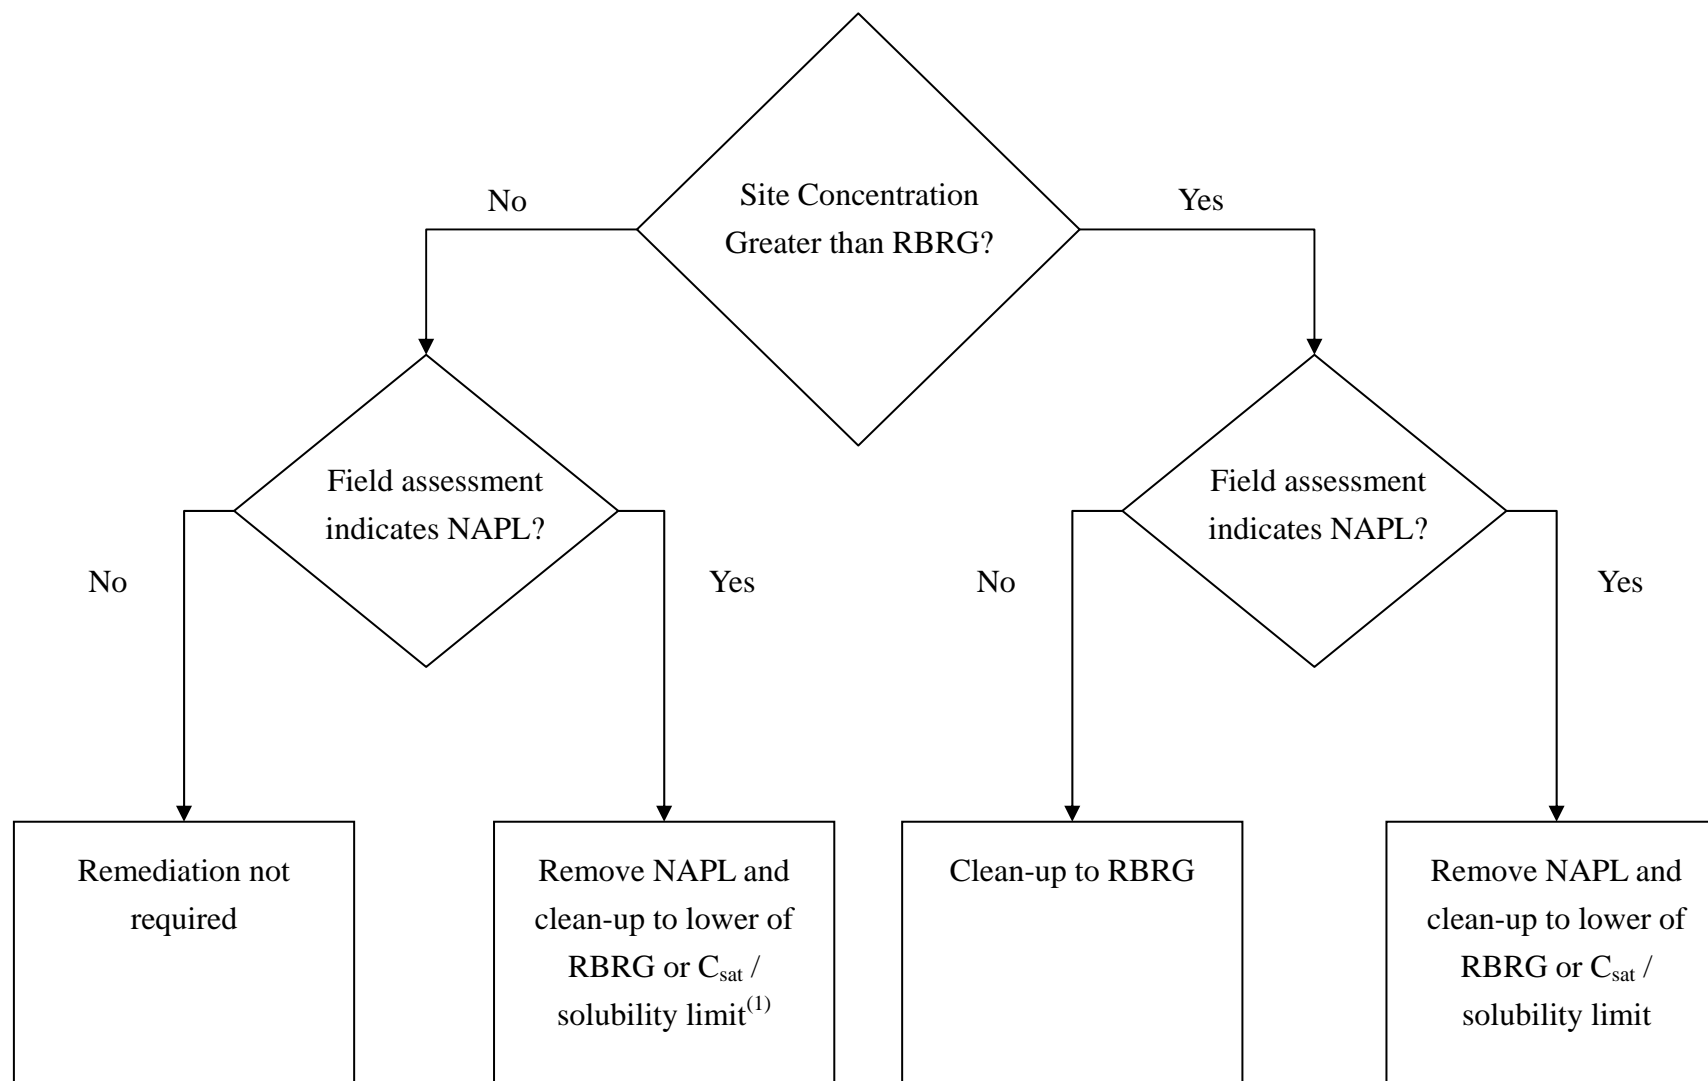 Site Concentration
Greater than RBRG?
No
Yes
Field assessment
indicates NAPL?
No
Yes
Field assessment
indicates NAPL?
No
Yes
Remediation not
required
Remove NAPL and
clean-up to lower of
RBRG or Csat /
solubility limit(1)
Clean-up to RBRG
Remove NAPL and
clean-up to lower of
RBRG or Csat /
solubility limit